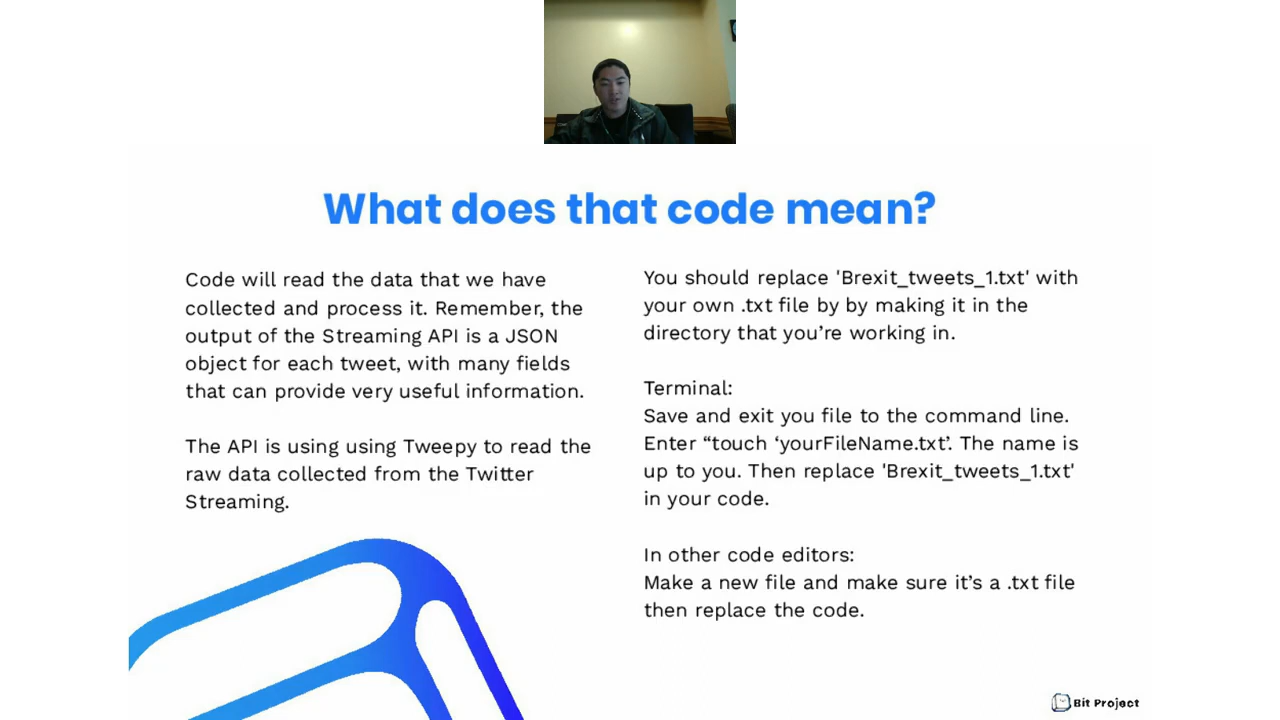 What does that code mean?
Code will read the data that we have
collected and process it. Remember, the
output of the Streaming API is a JSON
object for each tweet, with many fields
that can provide very useful information.
The API is using using Tweepy to read the
raw data collected from the Twitter
Streaming.
You should replace 'Brexit_tweets_1.txt' with
your own .txt file by by making it in the
directory that you’re working in.
Terminal:
Save and exit you file to the command line.
Enter “touch ‘yourFileName.txt’. The name is
up to you. Then replace 'Brexit_tweets_1.txt'
in your code.
In other code editors:
Make a new file and make sure it’s a .txt file
then replace the code.
Bit Project